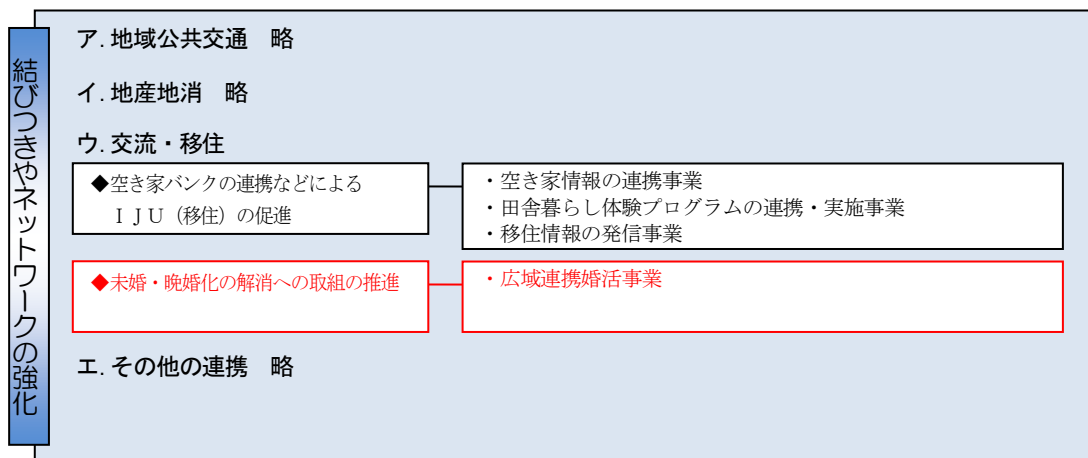 結びつきやネットワークの強化
ア.地域公共交通　略
イ.地産地消　略
ウ.交流・移住
◆空き家バンクの連携などによる
ＩＪＵ（移住）の促進
・空き家情報の連携事業
・田舎暮らし体験プログラムの連携・実施事業
・移住情報の発信事業
◆未婚・晩婚化の解消への取組の推進
・広域連携婚活事業
エ.その他の連携　略